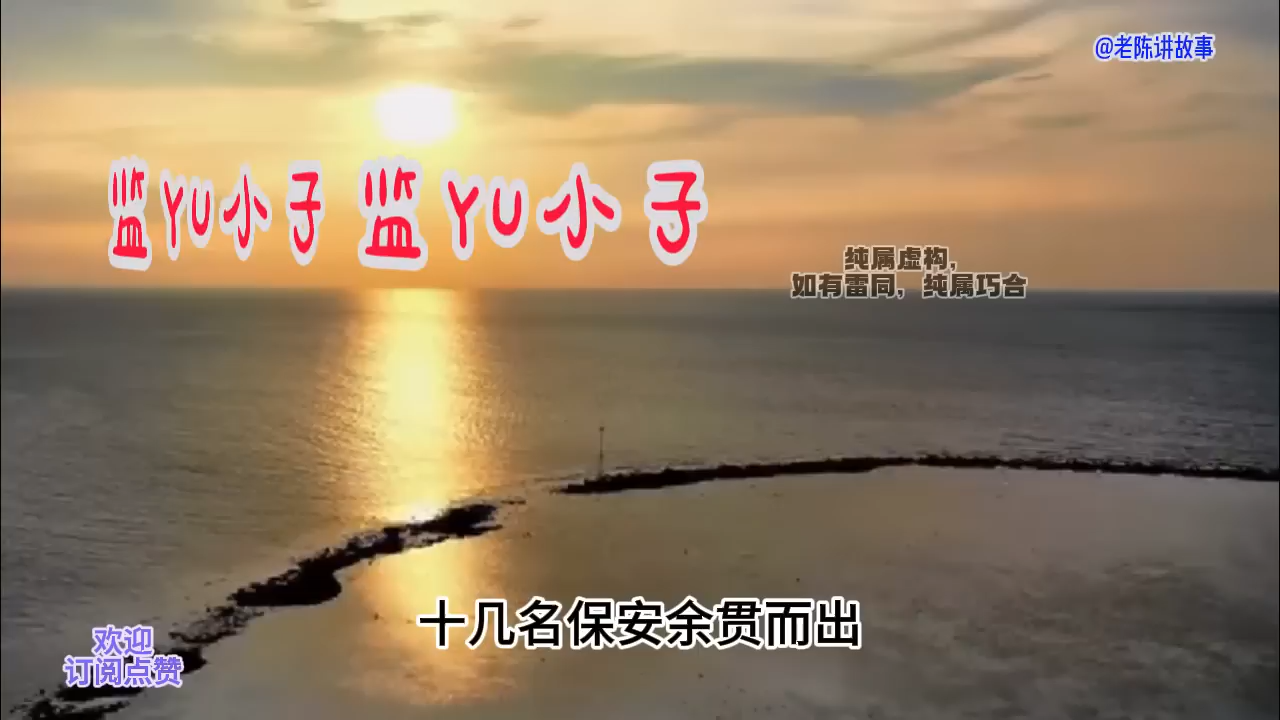 @老陈讲故事
监YU小子 监YU小子
纯属虚构，
如有雷同，纯属巧合
十几名保安余贯而出
欢迎
订阅点赞